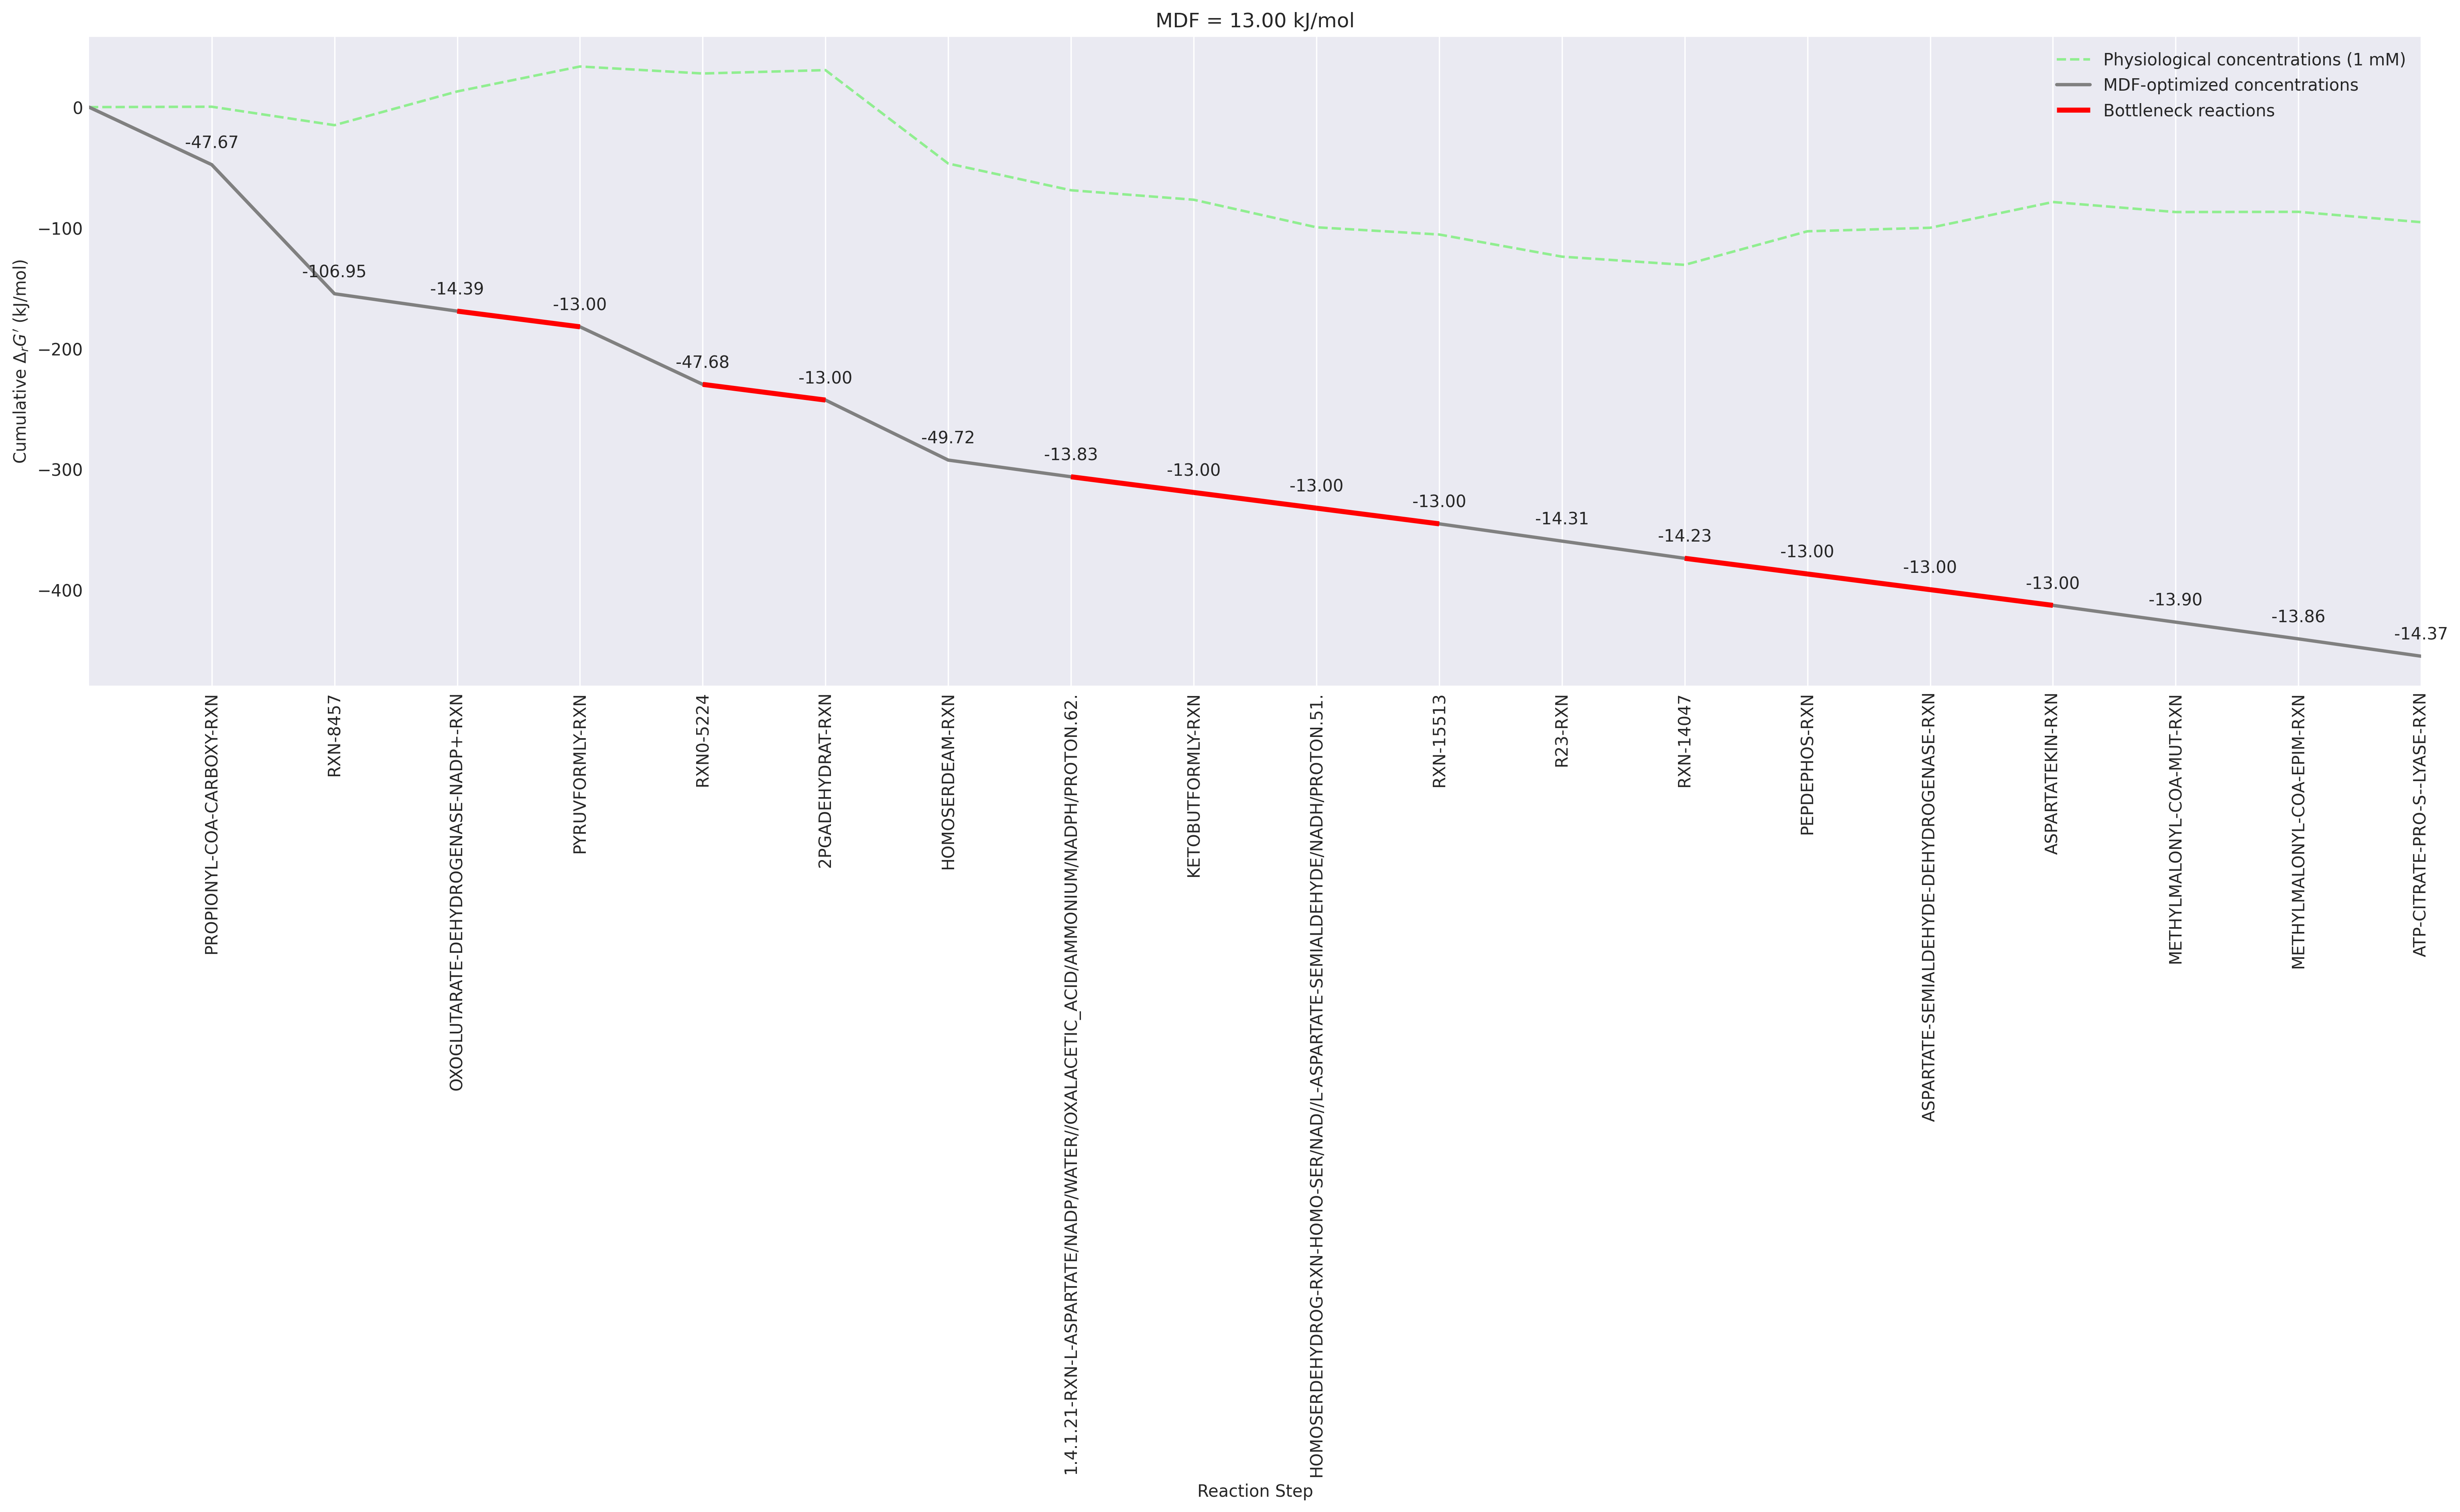 MDF = 13.00 kJ/mol
Physiological concentrations (1 mM)
MDF-optimized concentrations
Bottleneck reactions
Cumulative ΔrG′ (kJ/mol)
0
−100
−200
−300
−400
-47.67
-106.95
-14.39
-13.00
-47.68
-13.00
-49.72
-13.83
-13.00
-13.00
-13.00
-14.31
-14.23
-13.00
-13.00
-13.00
-13.90
-13.86
-14.37
PROPIONYL-COA-CARBOXY-RXN
RXN-8457
OXOGLUTARATE-DEHYDROGENASE-NADP+-RXN
PYRUVFORMLY-RXN
RXN0-5224
2PGADEHYDRAT-RXN
HOMOSERDEAM-RXN
1.4.1.21-RXN-L-ASPARTATE/NADP/WATER//OXALACETIC_ACID/AMMONIUM/NADPH/PROTON.62.
KETOBUTFORMLY-RXN
HOMOSERDEHYDROG-RXN-HOMO-SER/NAD//L-ASPARTATE-SEMIALDEHYDE/NADH/PROTON.51.
RXN-15513
R23-RXN
RXN-14047
PEPDEPHOS-RXN
ASPARTATE-SEMIALDEHYDE-DEHYDROGENASE-RXN
ASPARTATEKIN-RXN
METHYLMALONYL-COA-MUT-RXN
METHYLMALONYL-COA-EPIM-RXN
ATP-CITRATE-PRO-S--LYASE-RXN
Reaction Step